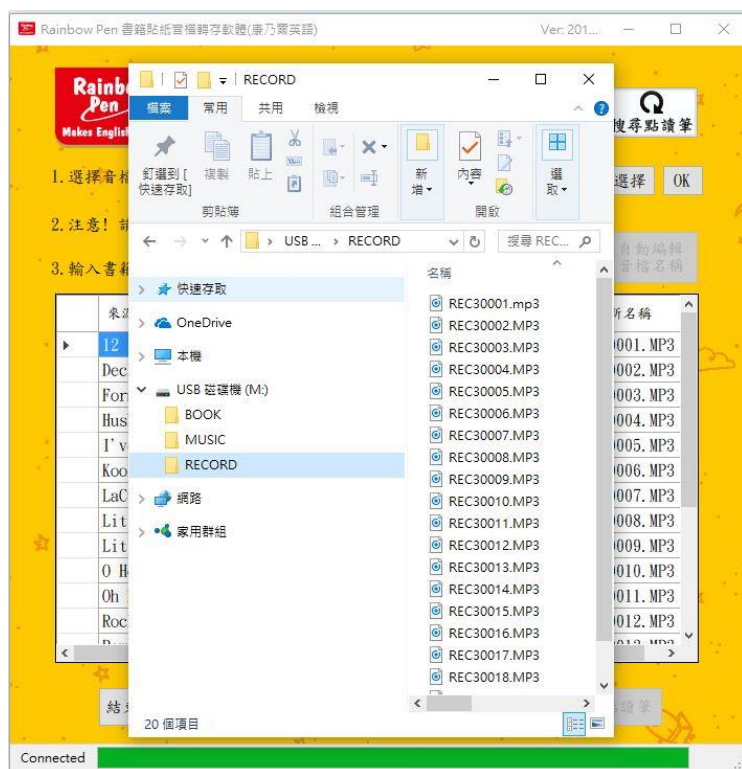 Rainbow Pen 書籍貼紙音檔轉存軟體(康乃爾英語)
Ver: 201...
Rainb
Pen
Makes Englis
RECORD
檔案
常用
共用
檢視
釘選到 [
快速存取]
複製
貼上
新
增
內容
選
取
剪貼簿
組合管理
開啟
搜尋點讀筆
1. 選擇音檔
選擇
OK
2. 注意!
3. 輸入書籍
自動編輯
音檔名稱
USB ...
RECORD
搜尋 REC...
快速存取
OneDrive
本機
USB 磁碟機 (M:)
BOOK
MUSIC
RECORD
網路
家用群組
名稱
REC30001.mp3
REC30002.MP3
REC30003.MP3
REC30004.MP3
REC30005.MP3
REC30006.MP3
REC30007.MP3
REC30008.MP3
REC30009.MP3
REC30010.MP3
REC30011.MP3
REC30012.MP3
REC30013.MP3
REC30014.MP3
REC30015.MP3
REC30016.MP3
REC30017.MP3
REC30018.MP3
12
Dec
For
Hus
I'v
Koo
LaC
Lit
Lit
O H
Oh
Roc
新名稱
001.MP3
002.MP3
003.MP3
004.MP3
005.MP3
006.MP3
007.MP3
008.MP3
009.MP3
0010.MP3
0011.MP3
0012.MP3
20 個項目
Connected